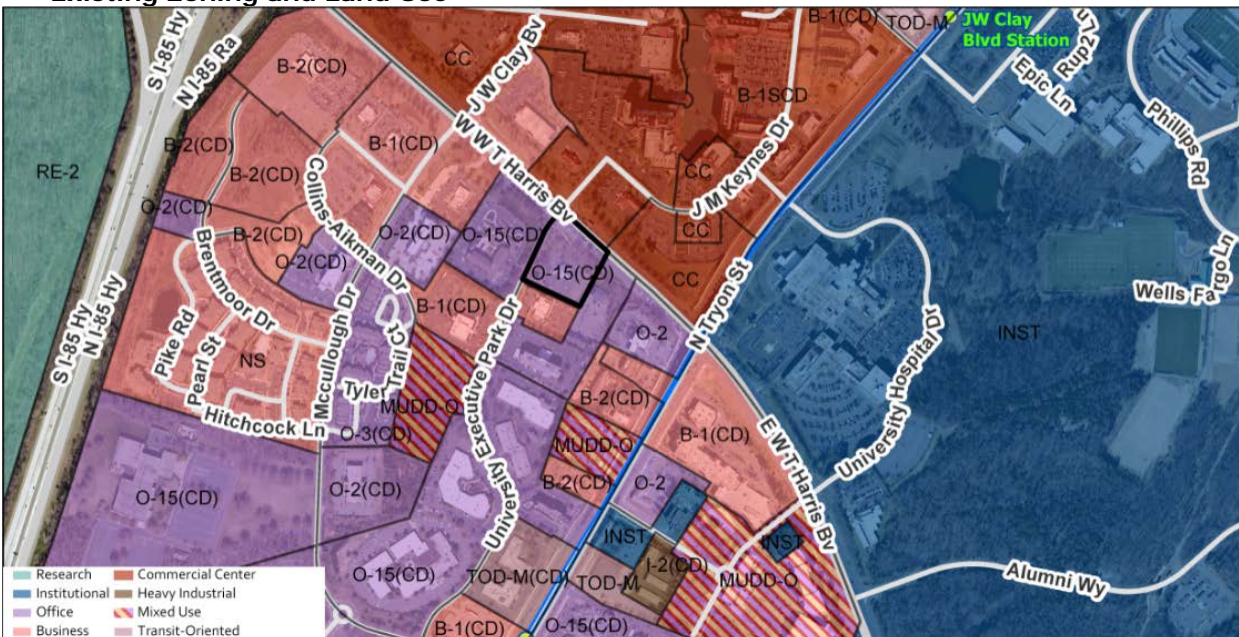 Existing Zoning and Land Use
S I-85 Hy
N I-85 Ra
B-2(CD)
CC
J W Clay Bv
B-1(CD)
TOD-M
JW Clay
Blvd Station
Epic Ln
Phillips Rd
B-1SCD
W W T Harris Bv
B-1(CD)
RE-2
B-2(CD)
B-2(CD)
Collins-Aikman Dr
CC
J M Keynes Dr
CC
O-2(CD)
B-2(CD)
O-2(CD)
O-2(CD)
O-15(CD)
O-15(CD)
CC
Brentmoor Dr
B-1(CD)
N Tryon St
Wells Fargo Ln
S I-85 Hy
N I-85 Hy
Pike Rd
Pearl St
NS
Mccullough Dr
Tyler Trail Ct
University Executive Park Dr
O-2
University Hospital Dr
INST
Hitchcock Ln
MUDD-O
B-2(CD)
O-3(CD)
MUDD-O
B-1(CD)
E W T Harris Bv
O-15(CD)
O-2(CD)
B-2(CD)
O-2
INST
INST
O-15(CD)
TOD-M(CD)
TOD-M
I-2(CD)
MUDD-O
Alumni Wy
B-1(CD)
O-15(CD)
Research
Institutional
Office
Business
Commercial Center
Heavy Industrial
Mixed Use
Transit-Oriented